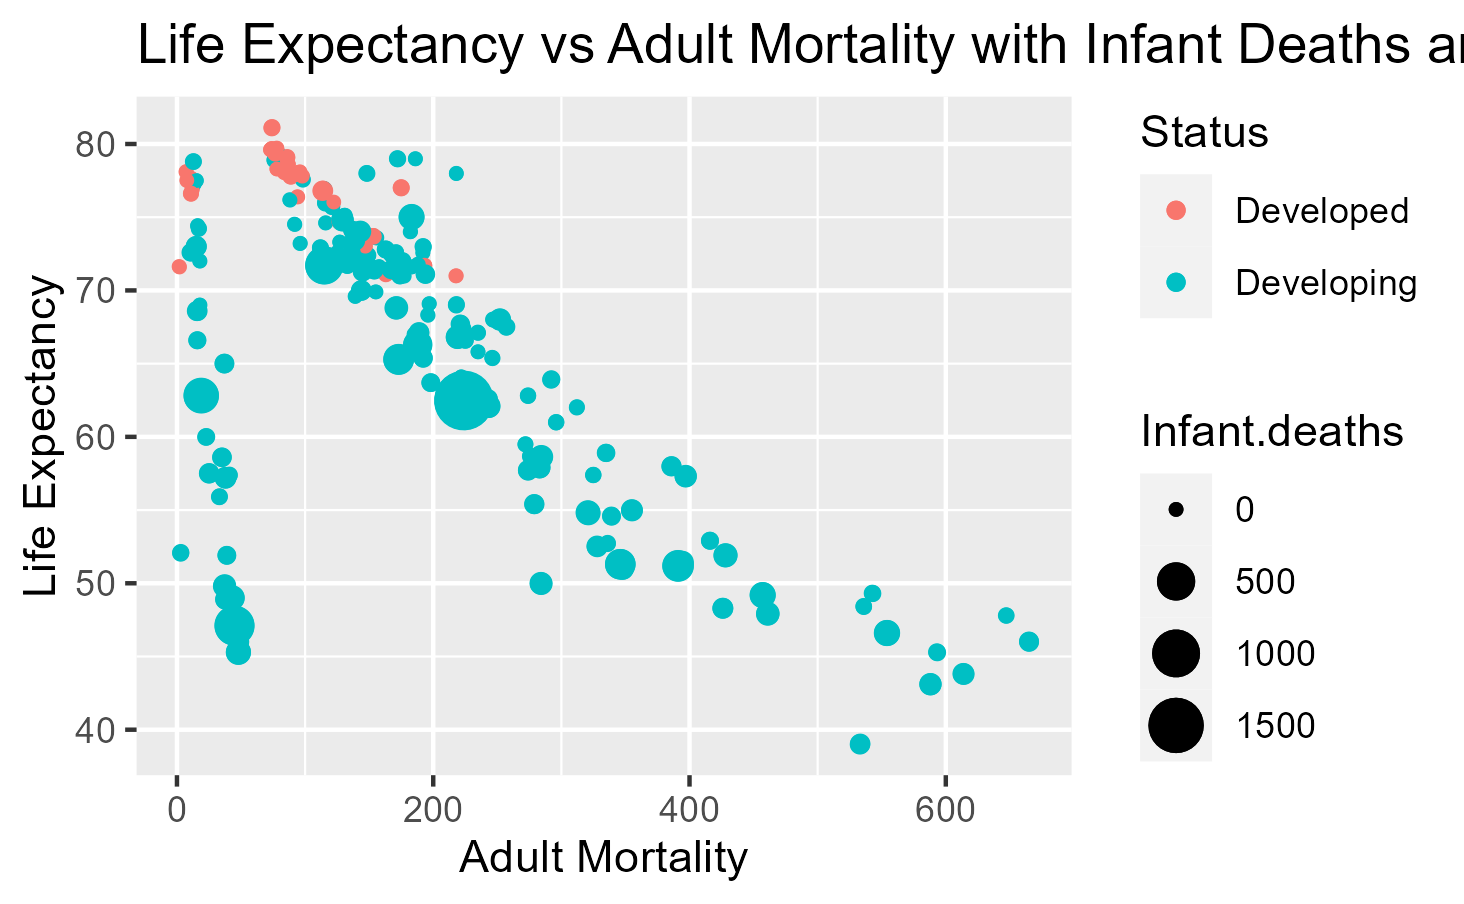 Life Expectancy vs Adult Mortality with Infant Deaths
Life Expectancy
80
70
60
50
40
0 200 400 600
Adult Mortality
Status
Developed
Developing
Infant.deaths
0
500
1000
1500